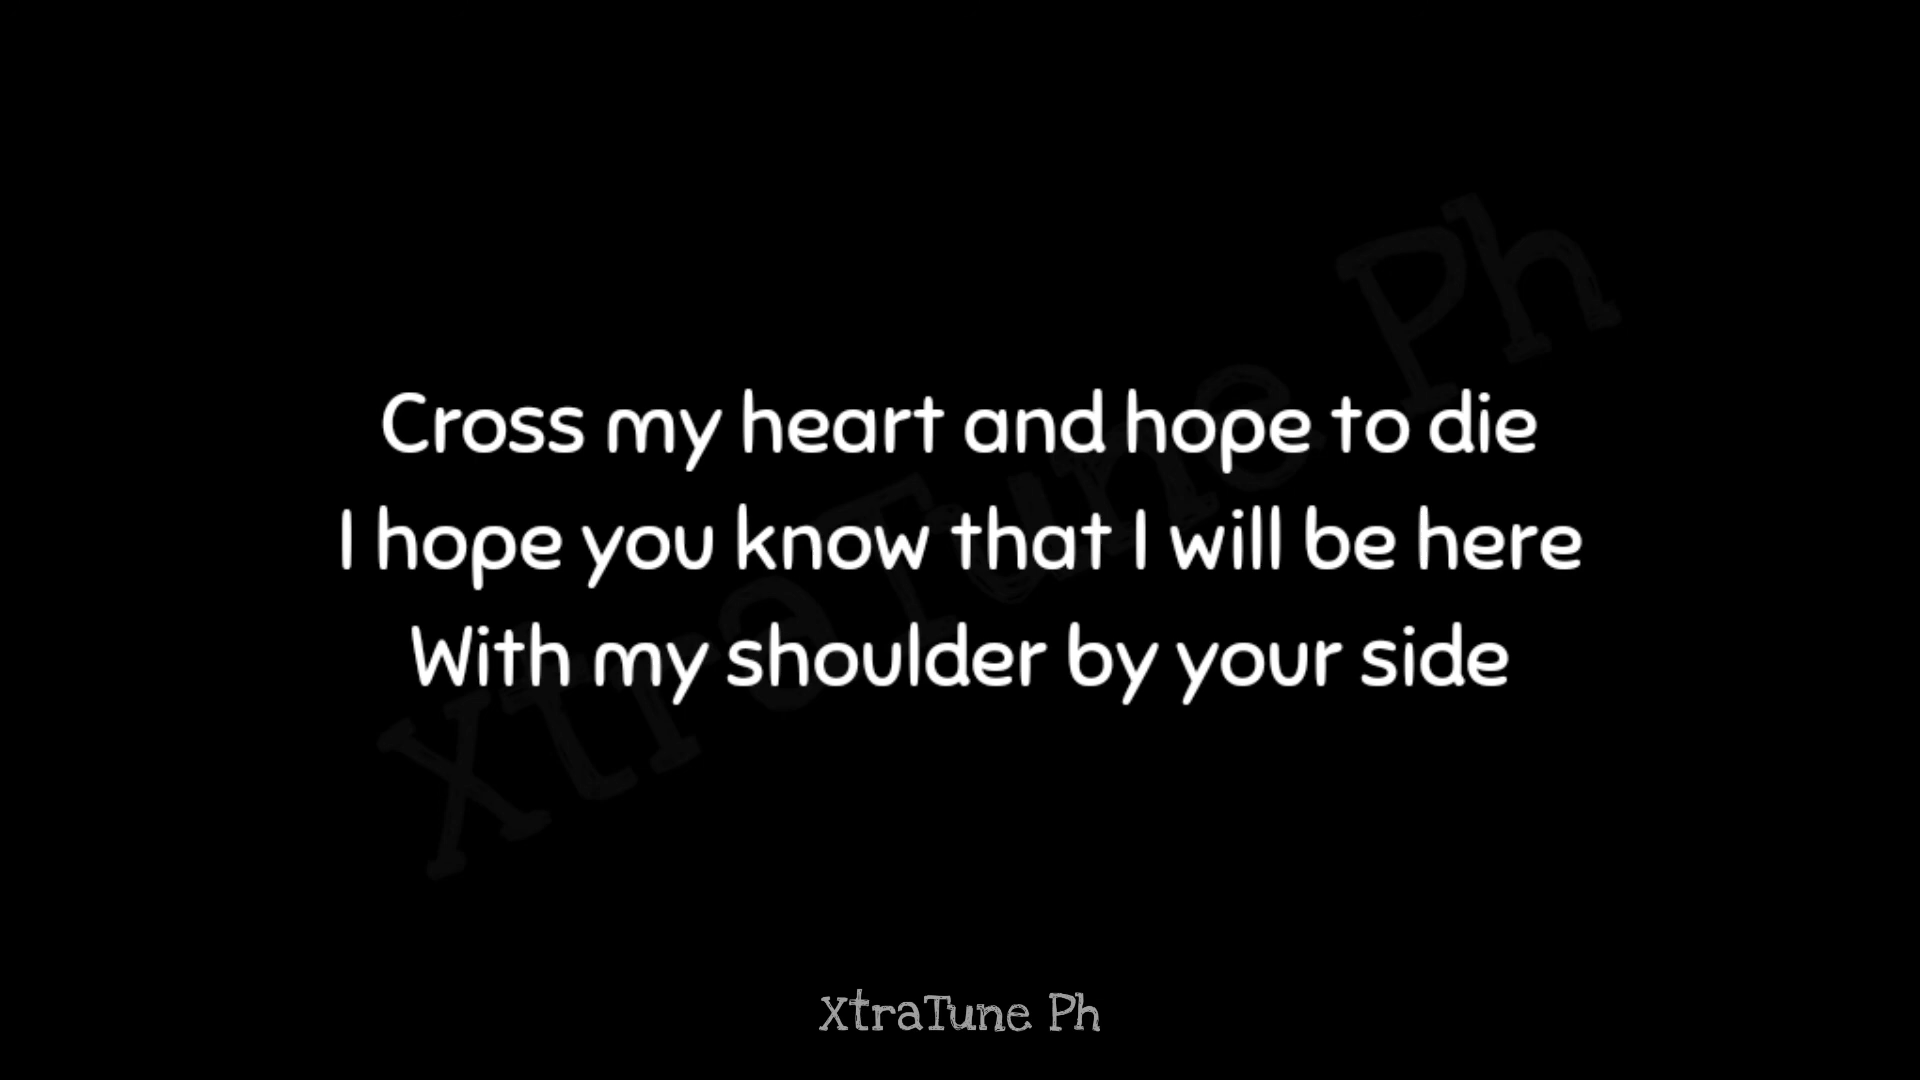 Cross my heart and hope to die
I hope you know that I will be here
With my shoulder by your side
XtraTune Ph
XtraTune Ph